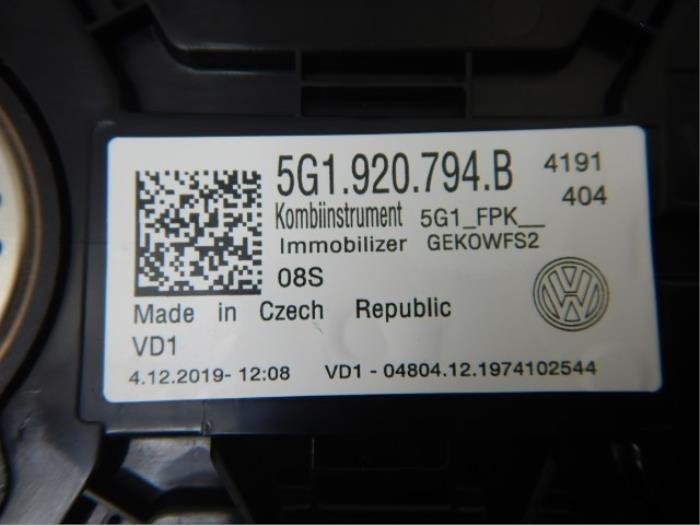 5G1.920.794.B 4191
404
Kombiinstrument 5G1_FPK__
Immobilizer GEKOWFS2
08S
Made in Czech Republic
VD1
4.12.2019- 12:08 VD1 - 04804.12.1974102544
VW